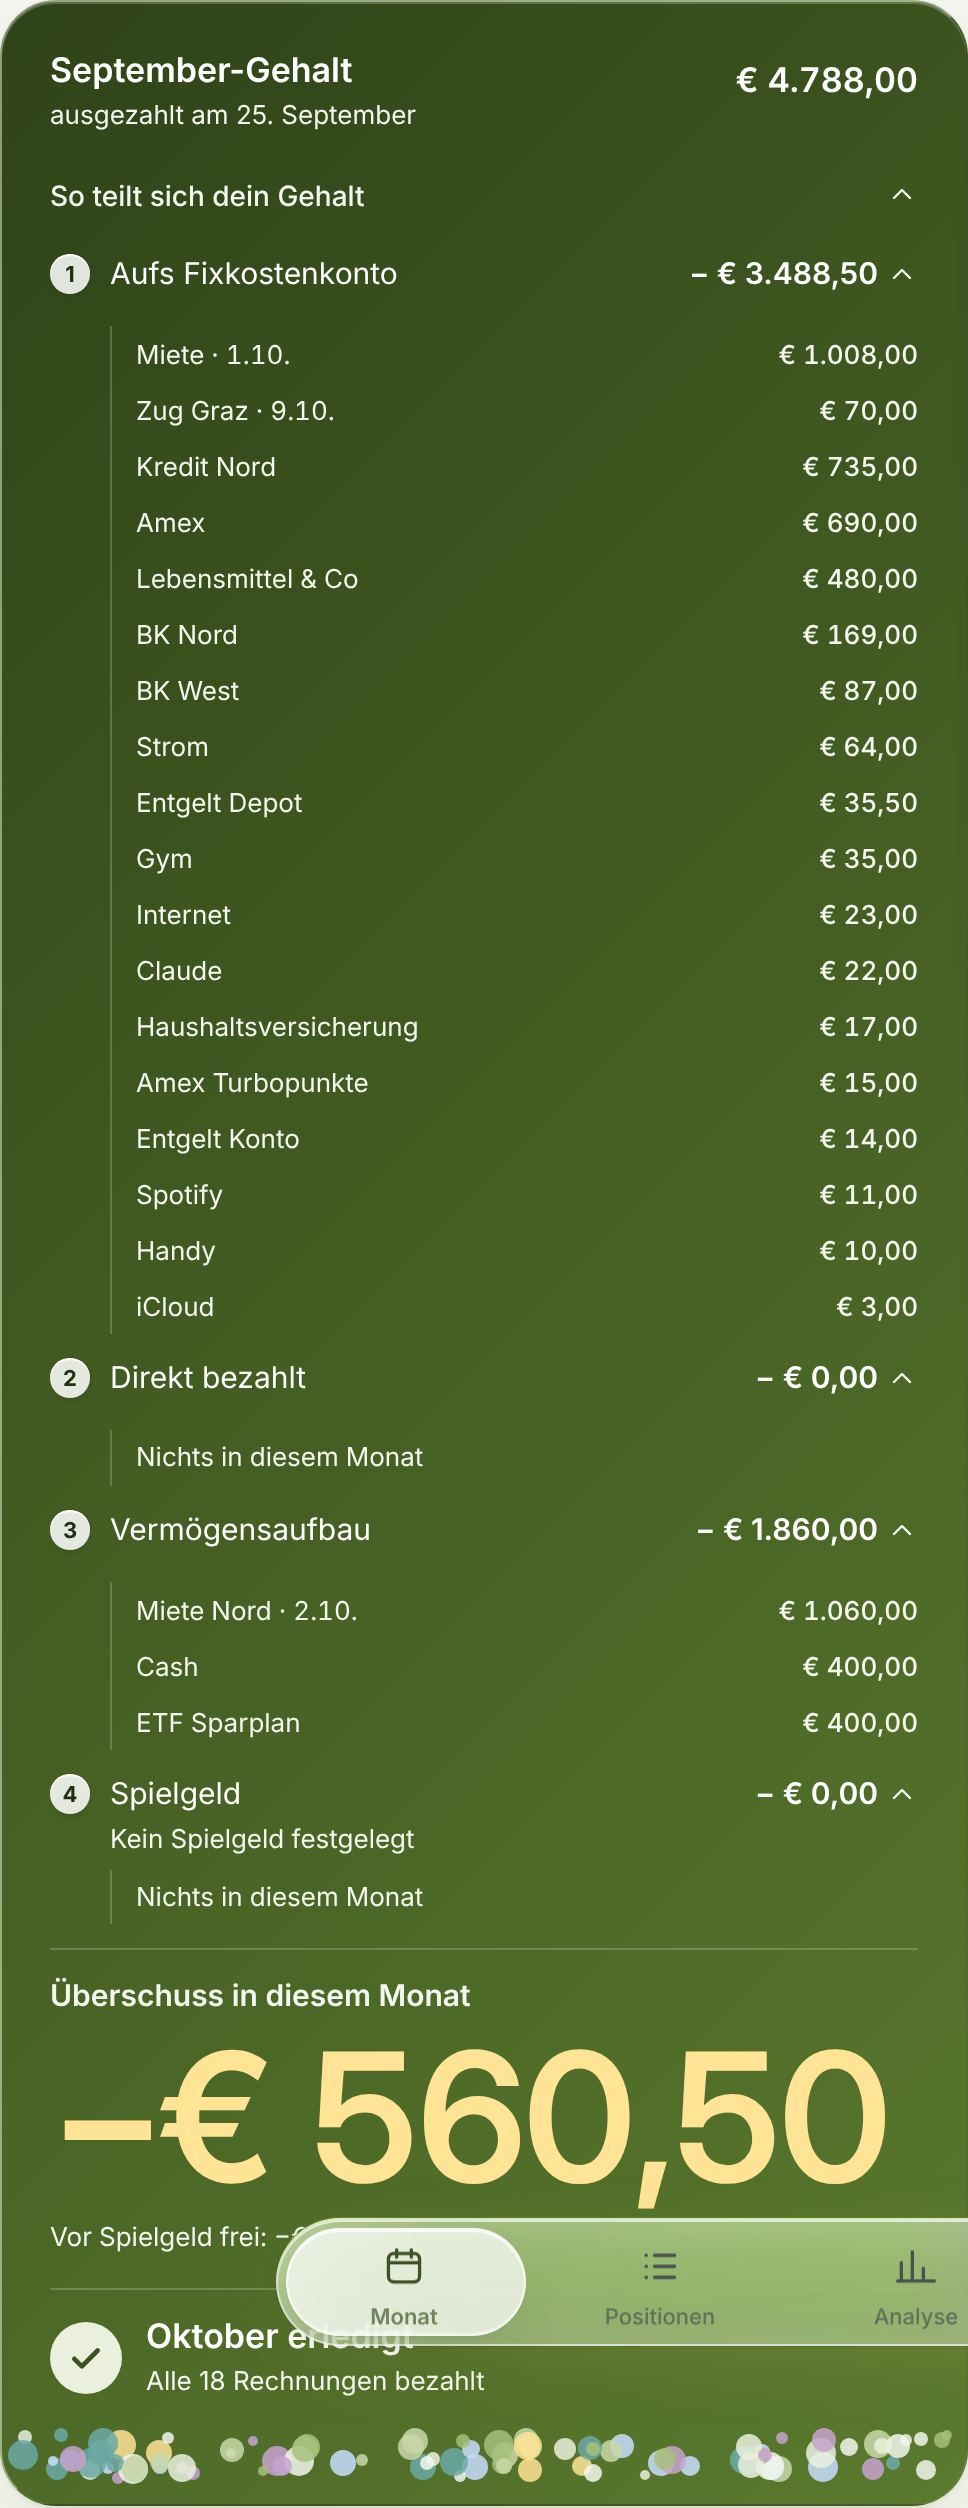 September-Gehalt
€ 4.788,00
ausgezahlt am 25. September
So teilt sich dein Gehalt
1 Aufs Fixkostenkonto – € 3.488,50
Miete · 1.10. € 1.008,00
Zug Graz · 9.10. € 70,00
Kredit Nord € 735,00
Amex € 690,00
Lebensmittel & Co € 480,00
BK Nord € 169,00
BK West € 87,00
Strom € 64,00
Entgelt Depot € 35,50
Gym € 35,00
Internet € 23,00
Claude € 22,00
Haushaltsversicherung € 17,00
Amex Turbopunkte € 15,00
Entgelt Konto € 14,00
Spotify € 11,00
Handy € 10,00
iCloud € 3,00
2 Direkt bezahlt – € 0,00
Nichts in diesem Monat
3 Vermögensaufbau – € 1.860,00
Miete Nord · 2.10. € 1.060,00
Cash € 400,00
ETF Sparplan € 400,00
4 Spielgeld – € 0,00
Kein Spielgeld festgelegt
Nichts in diesem Monat
Überschuss in diesem Monat
–€ 560,50
Vor Spielgeld frei:
Monat Positionen Analyse
Oktober erledigt
Alle 18 Rechnungen bezahlt